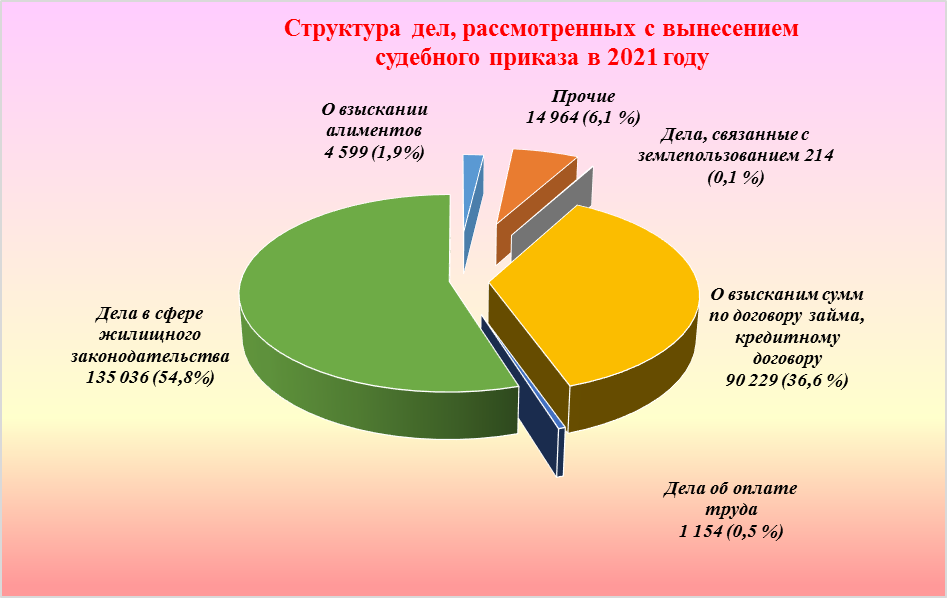 Структура дел, рассмотренных с вынесением
судебного приказа в 2021 году
О взыскании
алиментов
4 599 (1,9%)
Прочие
14 964 (6,1 %)
Дела, связанные с
землепользованием 214
(0,1 %)
О взысканим сумм
по договору займа,
кредитному
договору
90 229 (36,6 %)
Дела в сфере
жилищного
законодательства
135 036 (54,8%)
Дела об оплате
труда
1 154 (0,5 %)